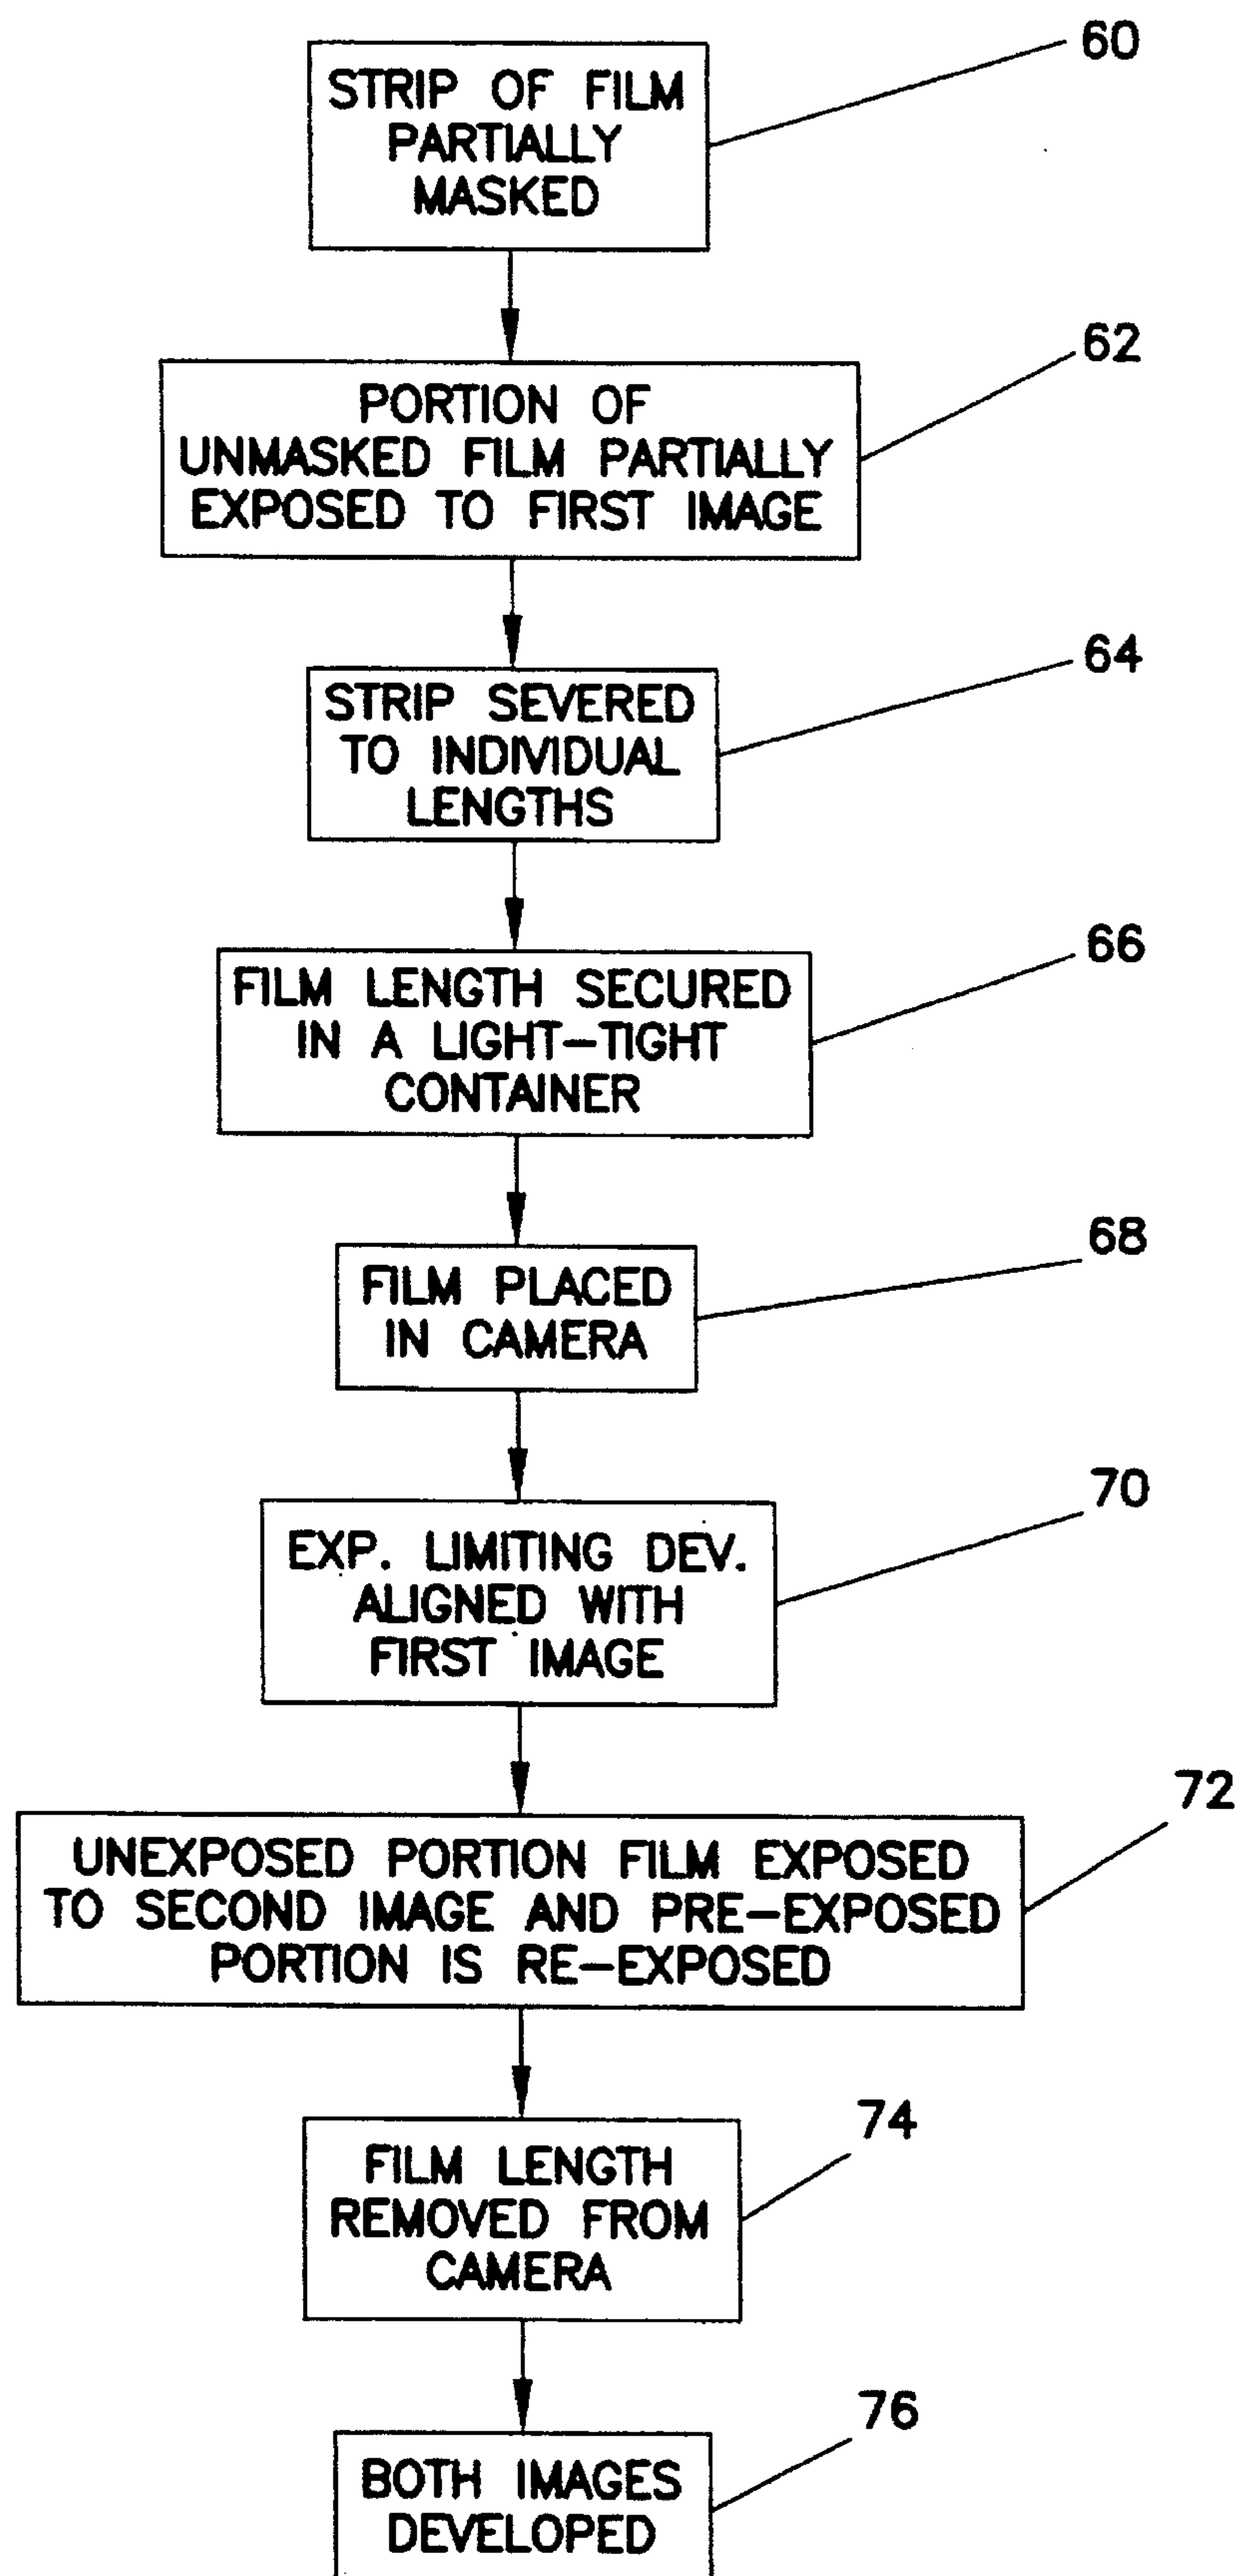 60
STRIP OF FILM
PARTIALLY
MASKED
62
PORTION OF
UNMASKED FILM PARTIALLY
EXPOSED TO FIRST IMAGE
64
STRIP SEVERED
TO INDIVIDUAL
LENGTHS
66
FILM LENGTH SECURED
IN A LIGHT-TIGHT
CONTAINER
68
FILM PLACED
IN CAMERA
70
EXP. LIMITING DEV.
ALIGNED WITH
FIRST IMAGE
72
UNEXPOSED PORTION FILM EXPOSED
TO SECOND IMAGE AND PRE-EXPOSED
PORTION IS RE-EXPOSED
74
FILM LENGTH
REMOVED FROM
CAMERA
76
BOTH IMAGES
DEVELOPED